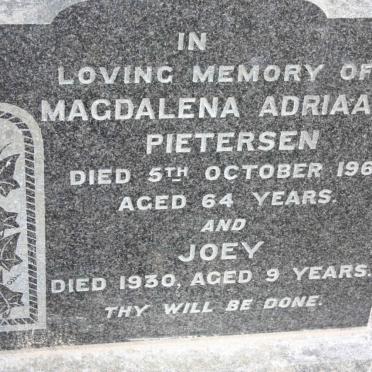 IN
LOVING MEMORY OF
MAGDALENA ADRIAA
PIETERSEN
DIED 5TH OCTOBER 196
AGED 64 YEARS.
AND
JOEY
DIED 1930, AGED 9 YEARS.
THY WILL BE DONE.